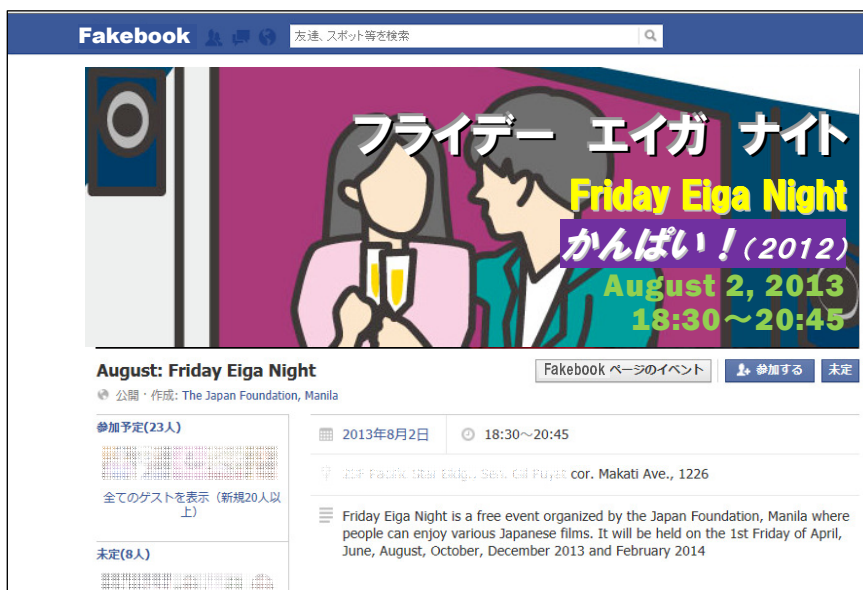 Fakebook
友達、スポット等を検索
フライデー エイガ ナイト
Friday Eiga Night
かんぱい！(2012)
August 2, 2013
18:30～20:45
August: Friday Eiga Night
Fakebook ページのイベント
参加する
未定
公開・作成: The Japan Foundation, Manila
参加予定(23人)
全てのゲストを表示（新規20人以
上）
未定(8人)
2013年8月2日
18:30～20:45
cor. Makati Ave., 1226
Friday Eiga Night is a free event organized by the Japan Foundation, Manila where
people can enjoy various Japanese films. It will be held on the 1st Friday of April,
June, August, October, December 2013 and February 2014